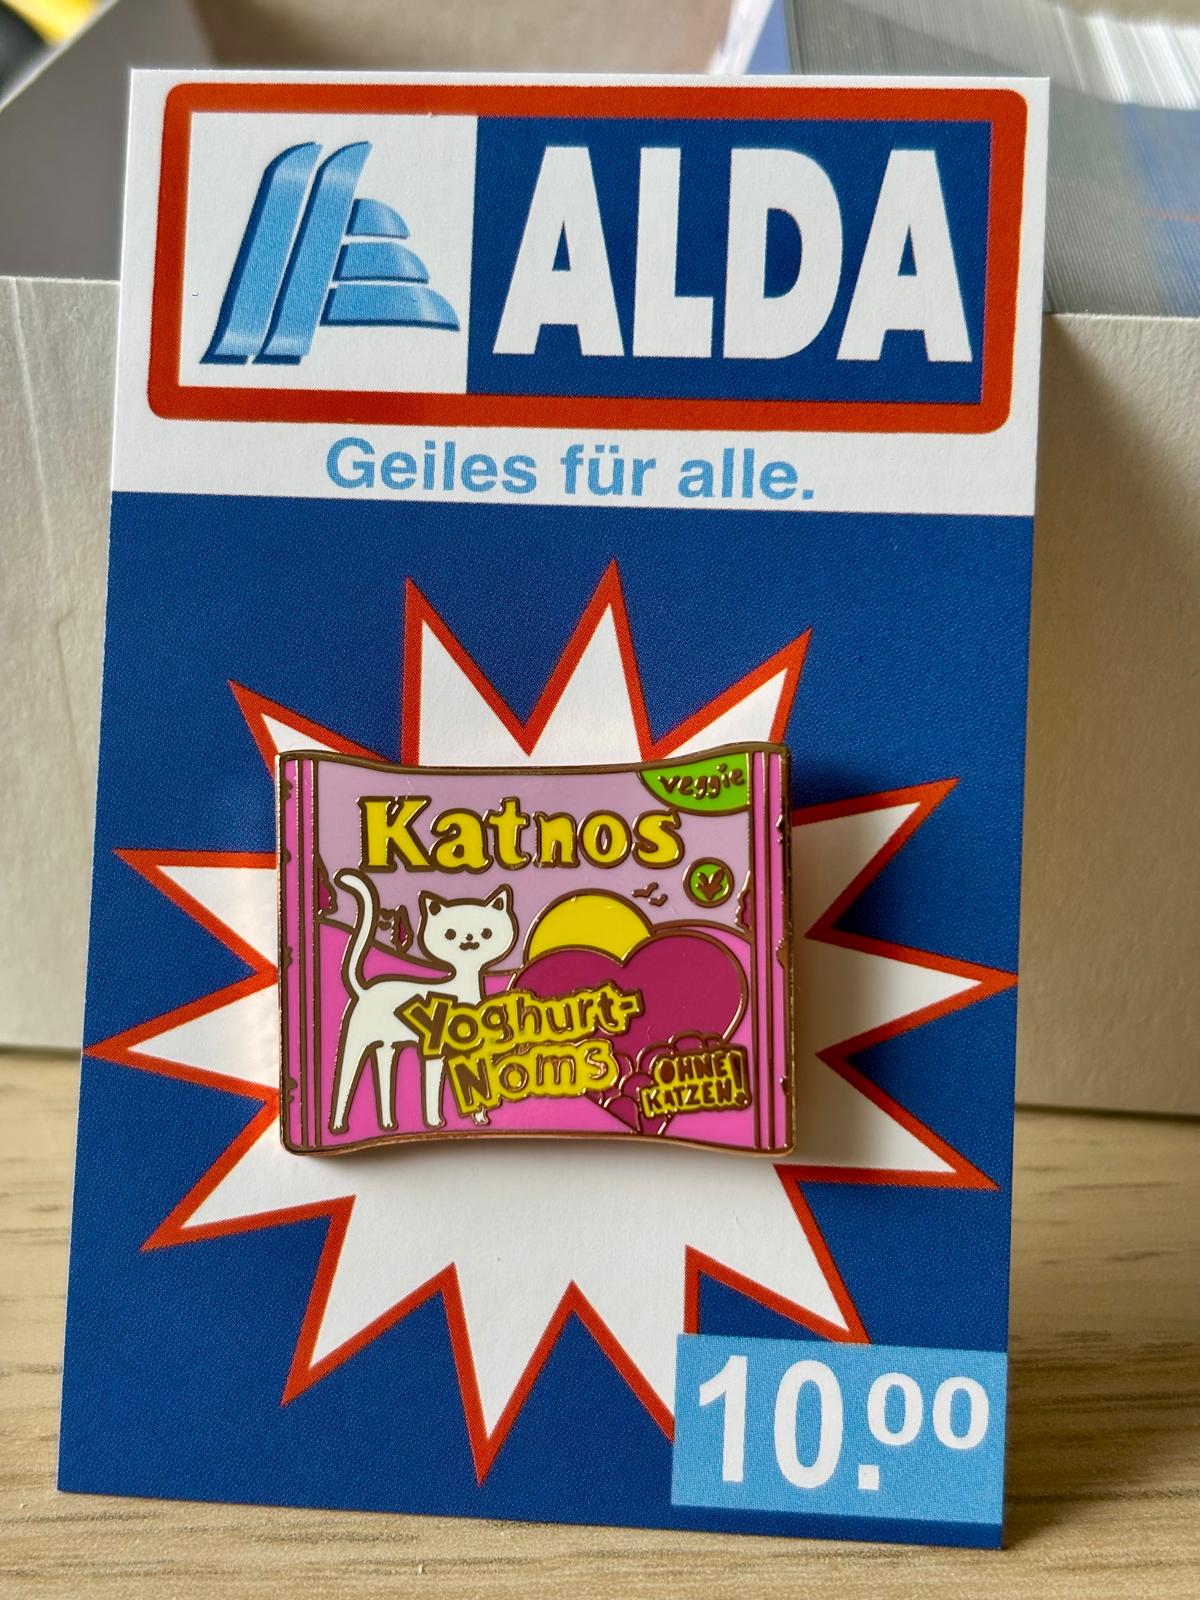 ALDA
Geiles für alle.
veggie
Katnos
Yoghurt-
Noms
OHNE
KATZEN!
10.00